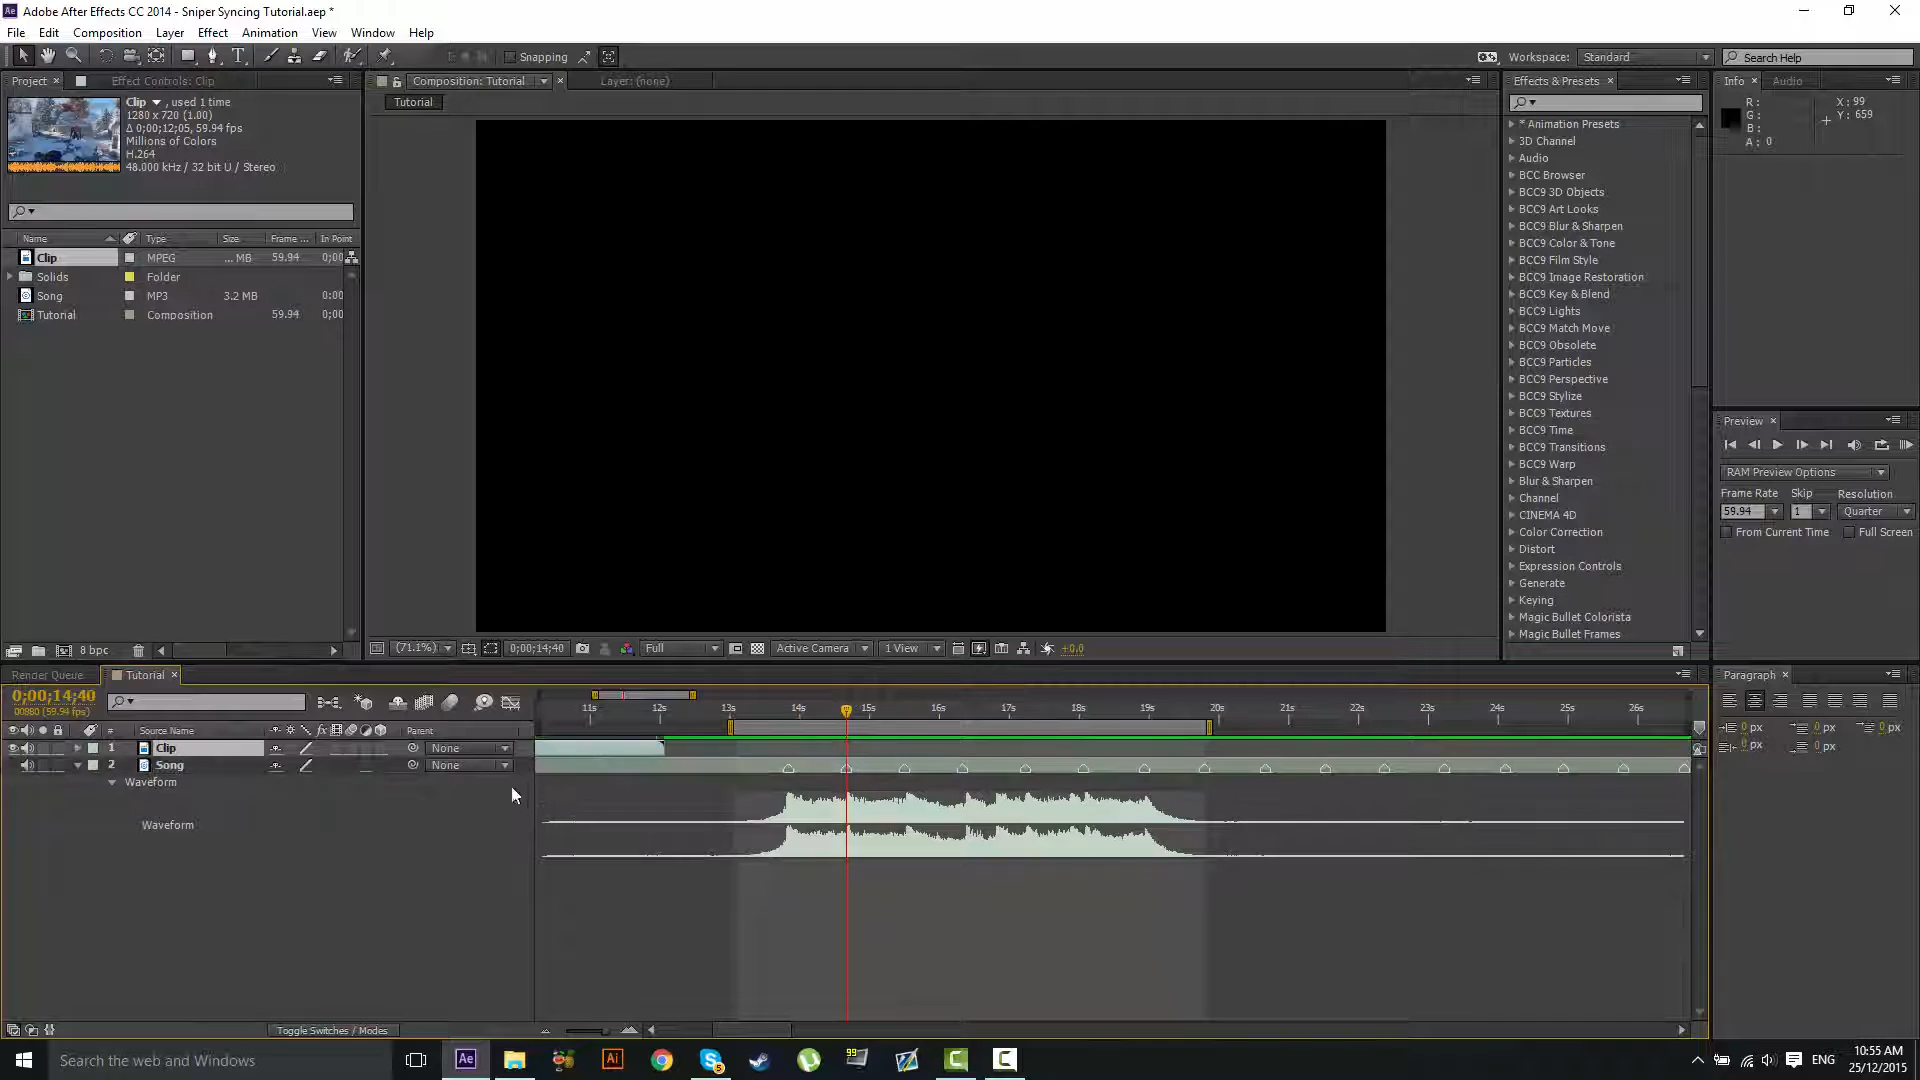 Adobe After Effects CC 2014 - Sniper Syncing Tutorial.aep *
File Edit Composition Layer Effect Animation View Window Help
Snapping
Workspace: Standard
Search Help
Project
Effect Controls: Clip
Clip , used 1 time
1280 x 720 (1.00)
Δ 0;00;12;05, 59.94 fps
Millions of Colors
H.264
48.000 kHz / 32 bit U / Stereo
Name Type Size Frame ... In Point
Clip MPEG ... MB 59.94 0;00
Solids Folder
Song MP3 3.2 MB 0:00
Tutorial Composition 59.94 0;00
8 bpc
Composition: Tutorial
Layer: (none)
Tutorial
(71.1%) 0;00;14;40 Full Active Camera 1 View +0.0
Effects & Presets
* Animation Presets
3D Channel
Audio
BCC Browser
BCC9 3D Objects
BCC9 Art Looks
BCC9 Blur & Sharpen
BCC9 Color & Tone
BCC9 Film Style
BCC9 Image Restoration
BCC9 Key & Blend
BCC9 Lights
BCC9 Match Move
BCC9 Obsolete
BCC9 Particles
BCC9 Perspective
BCC9 Stylize
BCC9 Textures
BCC9 Time
BCC9 Transitions
BCC9 Warp
Blur & Sharpen
Channel
CINEMA 4D
Color Correction
Distort
Expression Controls
Generate
Keying
Magic Bullet Colorista
Magic Bullet Frames
Info Audio
R: X: 99
G: Y: 659
B:
A: 0
Preview
RAM Preview Options
Frame Rate Skip Resolution
59.94 1 Quarter
From Current Time Full Screen
Paragraph
0 px 0 px 0 px
0 px 0 px
Render Queue Tutorial
0;00;14;40
00880 (59.94 fps)
11s 12s 13s 14s 15s 16s 17s 18s 19s 20s 21s 22s 23s 24s 25s 26s
# Source Name Parent
1 Clip None
2 Song None
Waveform
Waveform
Toggle Switches / Modes
Search the web and Windows
Ae Ai 5 99
ENG
10:55 AM
25/12/2015